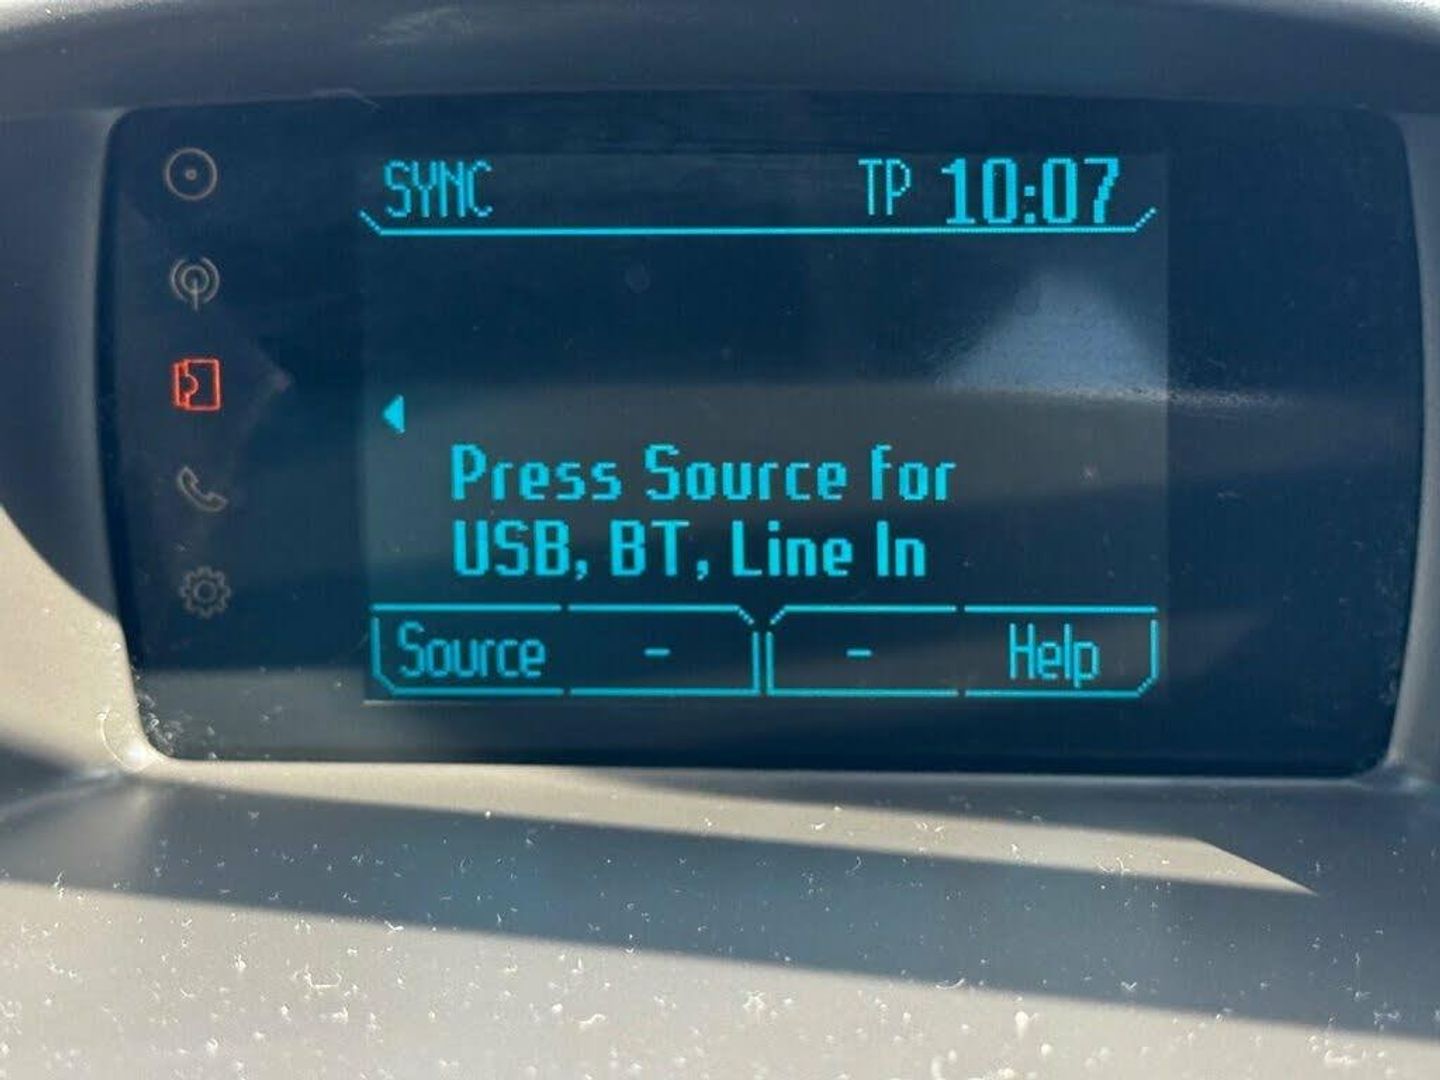 SYNC TP 10:07
Press Source for
USB, BT, Line In
Source - - Help